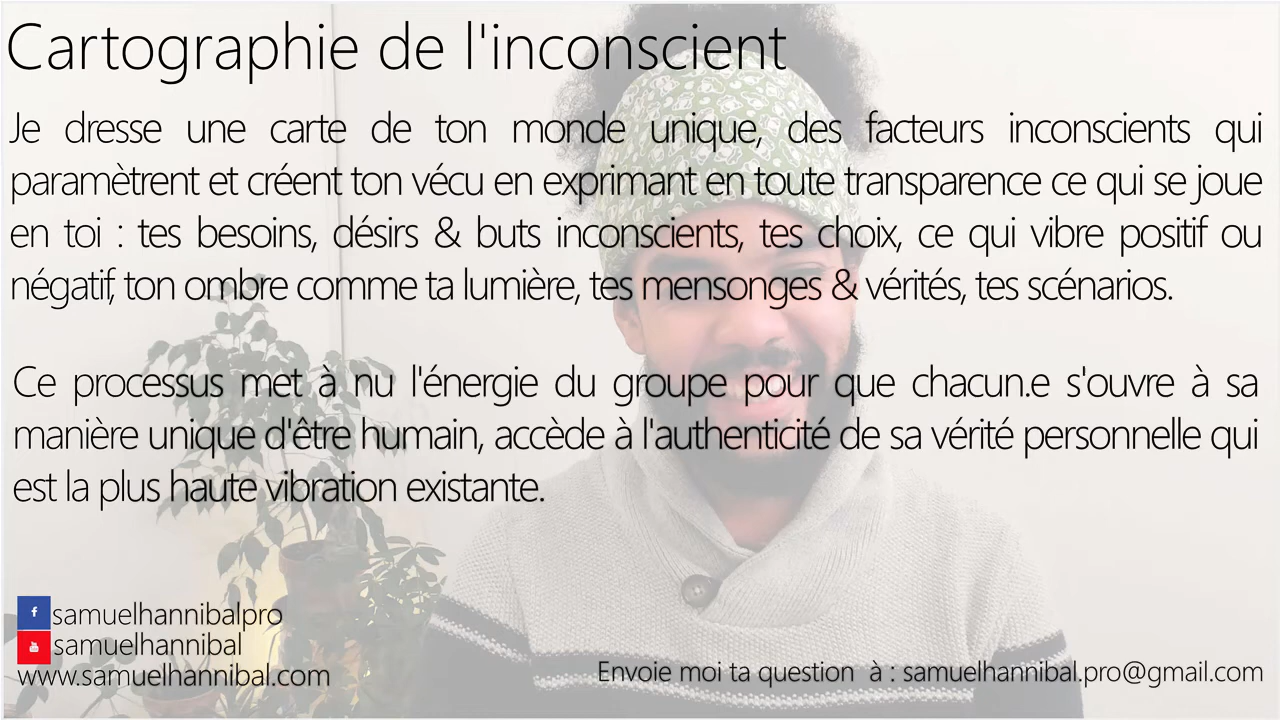 Cartographie de l'inconscient
Je dresse une carte de ton monde unique, des facteurs inconscients qui
paramètrent et créent ton vécu en exprimant en toute transparence ce qui se joue
en toi : tes besoins, désirs & buts inconscients, tes choix, ce qui vibre positif ou
négatif, ton ombre comme ta lumière, tes mensonges & vérités, tes scénarios.
Ce processus met à nu l'énergie du groupe pour que chacun.e s'ouvre à sa
manière unique d'être humain, accède à l'authenticité de sa vérité personnelle qui
est la plus haute vibration existante.
samuelhannibalpro
samuelhannibal
www.samuelhannibal.com
Envoie moi ta question à : samuelhannibal.pro@gmail.com